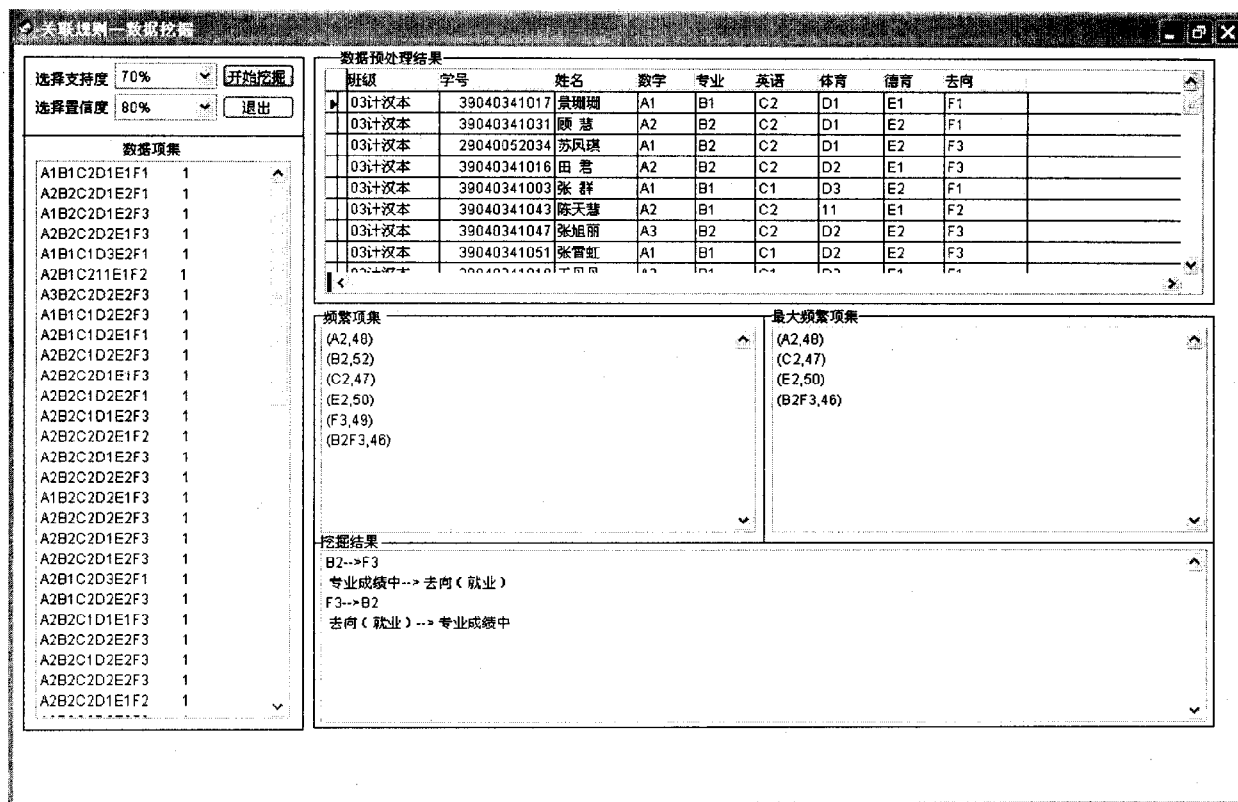 关联规则—数据挖掘
选择支持度 70% 开始挖掘
选择置信度 80% 退出
数据项集
A1B1C2D1E1F1 1
A2B2C2D1E2F1 1
A1B2C2D1E2F3 1
A2B2C2D2E1F3 1
A1B1C1D3E2F1 1
A2B1C211E1F2 1
A3B2C2D2E2F3 1
A1B1C1D2E2F3 1
A2B1C2D1E1F1 1
A2B2C2D2E2F3 1
A2B2C2D1E1F3 1
A2B2C1D2E2F1 1
A2B2C1D1E2F3 1
A2B2C2D2E1F2 1
A2B2C2D1E2F3 1
A2B2C2D2E2F3 1
A1B2C2D2E1F3 1
A2B2C2D2E2F3 1
A2B2C2D1E2F3 1
A2B2C2D1E2F3 1
A2B1C2D3E2F1 1
A2B1C2D2E2F3 1
A2B2C1D1E1F3 1
A2B2C2D2E2F3 1
A2B2C1D2E2F3 1
A2B2C2D2E2F3 1
A2B2C2D1E1F2 1
数据预处理结果
班级 学号 姓名 数字 专业 英语 体育 德育 去向
03计汉本 39040341017 景珊珊 A1 B1 C2 D1 E1 F1
03计汉本 39040341031 顾 慧 A2 B2 C2 D1 E2 F1
03计汉本 29040052034 苏风琪 A1 B2 C2 D1 E2 F3
03计汉本 39040341016 田 君 A2 B2 C2 D2 E1 F3
03计汉本 39040341003 张 群 A1 B1 C1 D3 E2 F1
03计汉本 39040341043 陈天慧 A2 B1 C2 11 E1 F2
03计汉本 39040341047 张旭丽 A3 B2 C2 D2 E2 F3
03计汉本 39040341051 张雪虹 A1 B1 C1 D2 E2 F3
频繁项集
(A2,48)
(B2,52)
(C2,47)
(E2,50)
(F3,49)
(B2F3,46)
最大频繁项集
(A2,48)
(C2,47)
(E2,50)
(B2F3,46)
挖掘结果
B2-->F3
专业成绩中--> 去向(就业)
F3-->B2
去向(就业)--> 专业成绩中